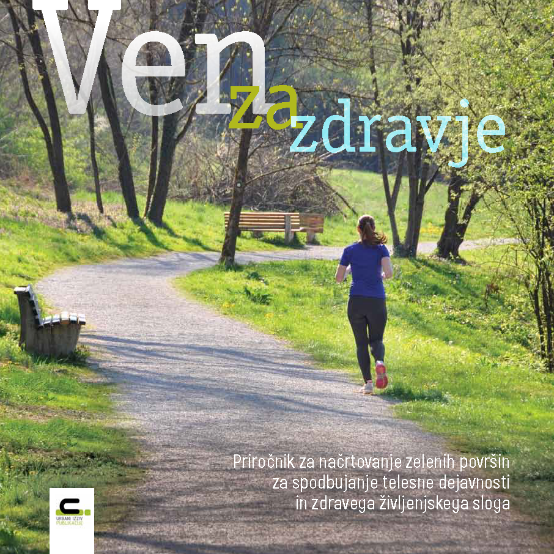 Ven
za
zdravje
Priročnik za načrtovanje zelenih površin
za spodbujanje telesne dejavnosti
in zdravega življenjskega sloga